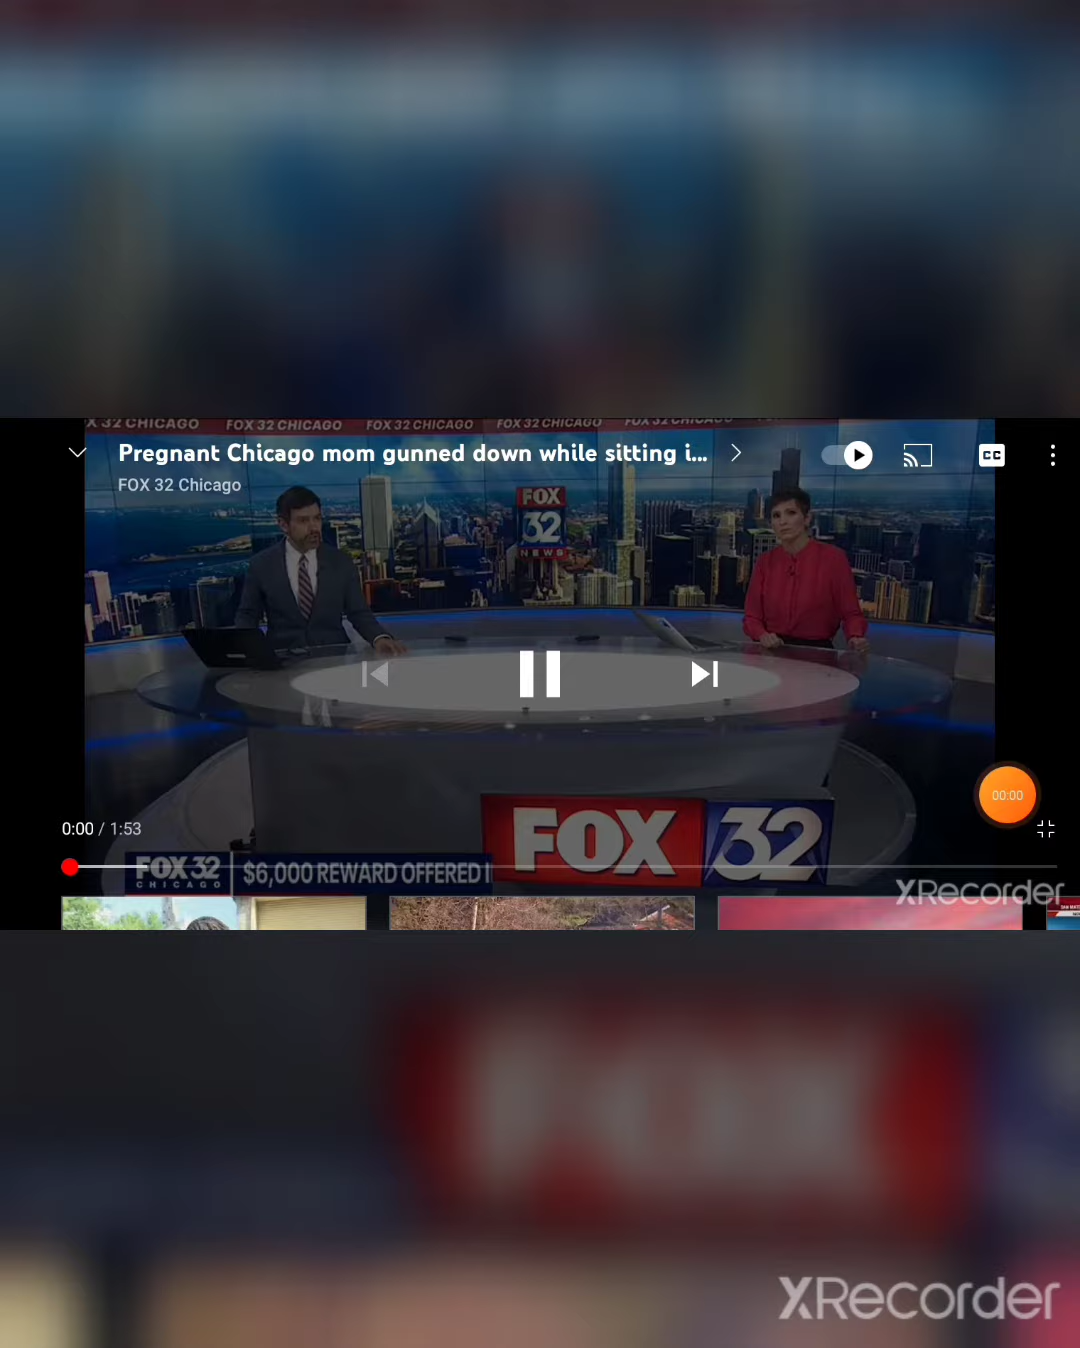 X 32 CHICAGO FOX 32 CHICAGO FOX 32 CHICAGO FOX 32 CHICAGO
Pregnant Chicago mom gunned down while sitting i...
CC
FOX 32 Chicago
FOX
32
NEWS
00:00
0:00 / 1:53
FOX 32
FOX 32
CHICAGO
$6,000 REWARD OFFERED I
XRecorder
XRecorder